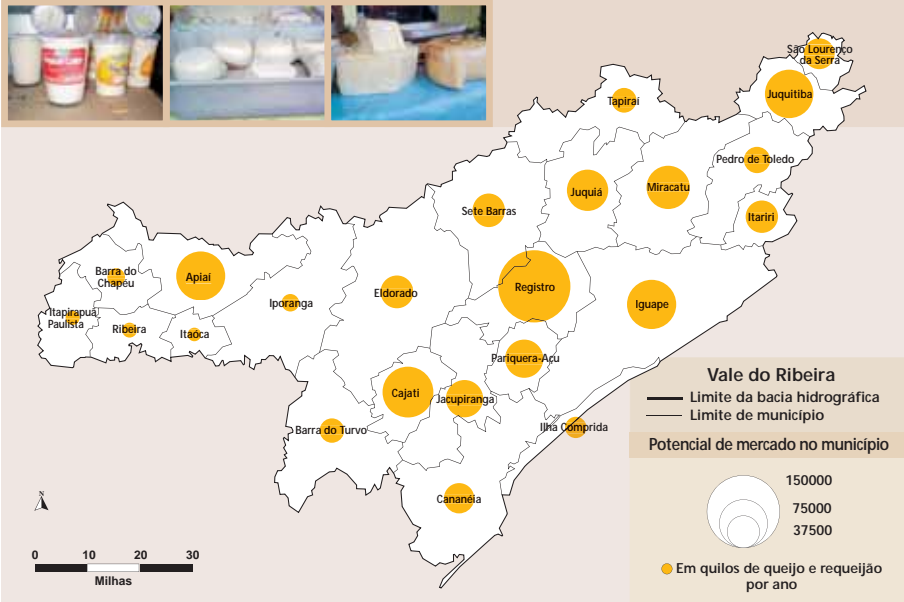 São Lourenço
da Serra
Juquitiba
Tapiraí
Pedro de Toledo
Juquiá
Miracatu
Itariri
Sete Barras
Registro
Iguape
Eldorado
Iporanga
Apiaí
Barra do
Chapéu
Itapirapuã
Paulista
Ribeira
Itaoca
Pariquera-Açu
Cajati
Jacupiranga
Barra do Turvo
Ilha Comprida
Cananéia
N
0 10 20 30
Milhas
Vale do Ribeira
Limite da bacia hidrográfica
Limite de município
Potencial de mercado no município
150000
75000
37500
Em quilos de queijo e requeijão
por ano